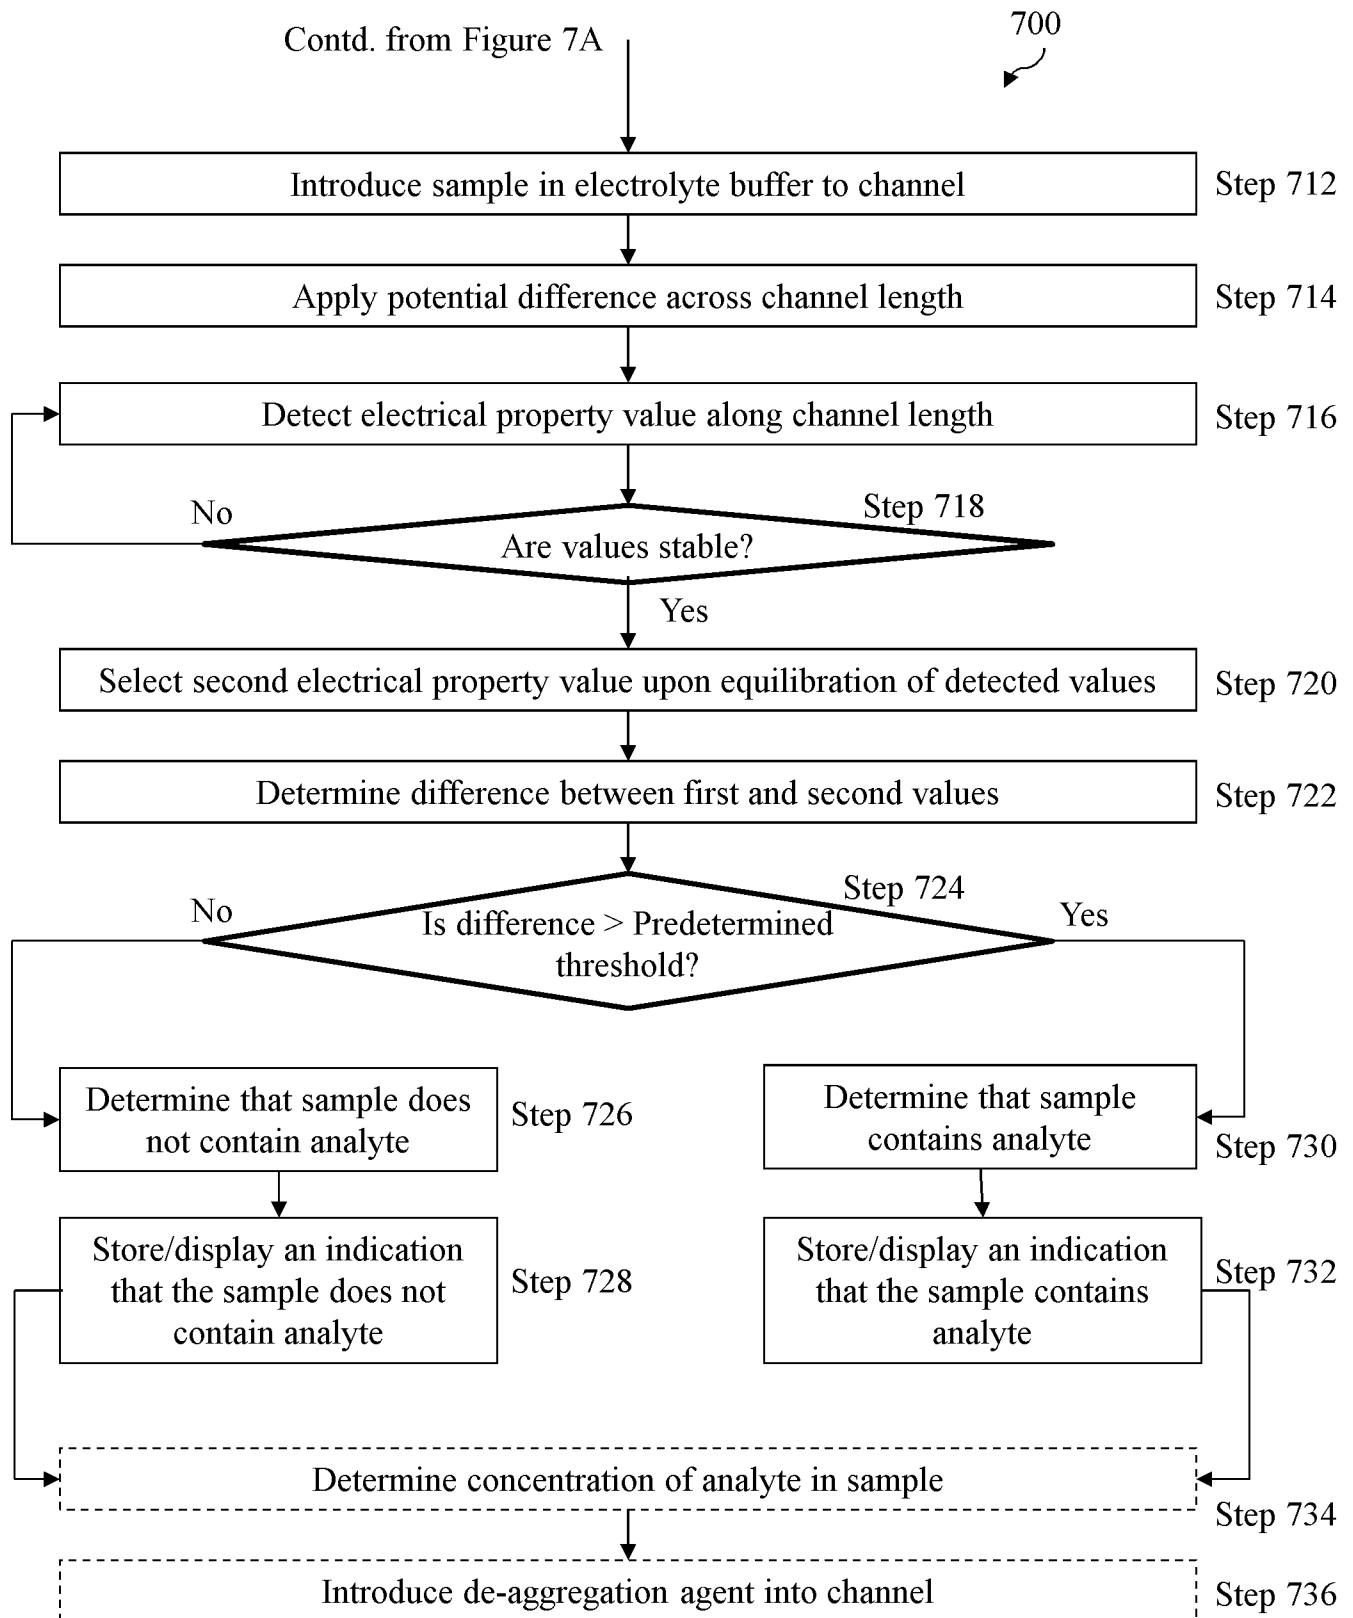 Contd. from Figure 7A
700
Introduce sample in electrolyte buffer to channel
Step 712
Apply potential difference across channel length
Step 714
Detect electrical property value along channel length
Step 716
No
Step 718
Are values stable?
Yes
Select second electrical property value upon equilibration of detected values
Step 720
Determine difference between first and second values
Step 722
Step 724
No
Yes
Is difference > Predetermined
threshold?
Determine that sample does
not contain analyte
Step 726
Determine that sample
contains analyte
Step 730
Store/display an indication
that the sample does not
contain analyte
Step 728
Store/display an indication
that the sample contains
analyte
Step 732
Determine concentration of analyte in sample
Step 734
Introduce de-aggregation agent into channel
Step 736